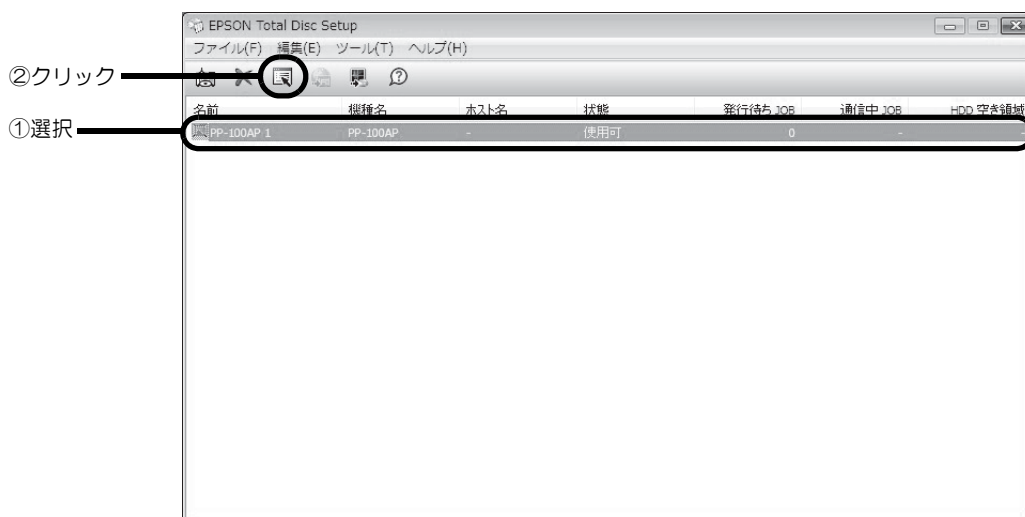 EPSON Total Disc Setup
ファイル(F) 編集(E) ツール(T) ヘルプ(H)
②クリック
名前 機種名 ホスト名 状態 発行待ち JOB 通信中 JOB HDD 空き領域
①選択
PP-100AP 1 PP-100AP - 使用可 0 - -